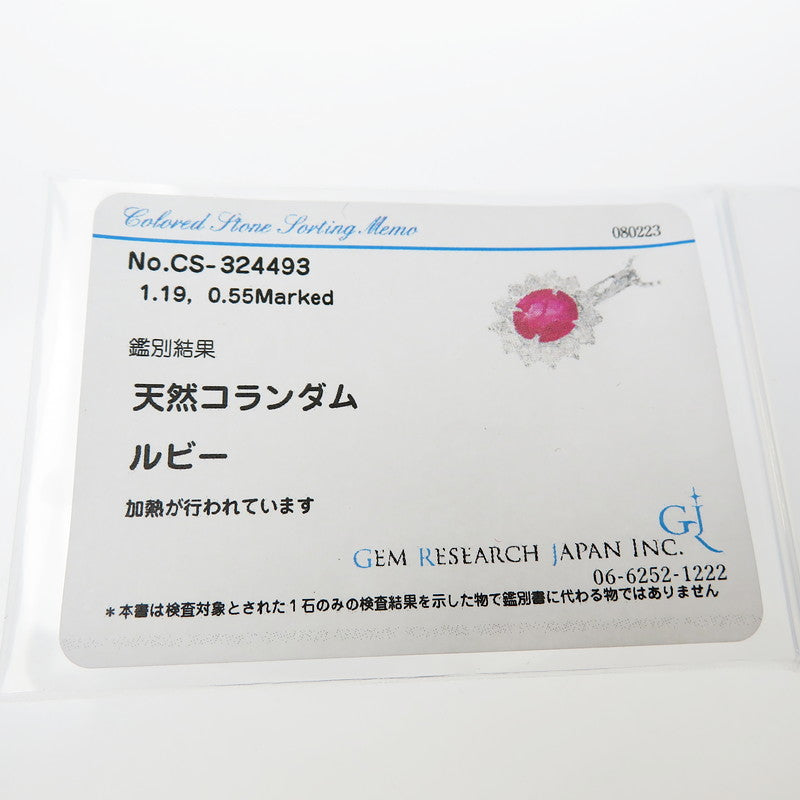 Colored Stone Sorting Memo
080223
No.CS-324493
1.19, 0.55Marked
鑑別結果
天然コランダム
ルビー
加熱が行われています
GJR
GEM RESEARCH JAPAN INC.
06-6252-1222
*本書は検査対象とされた1石のみの検査結果を示した物で鑑別書に代わる物ではありません